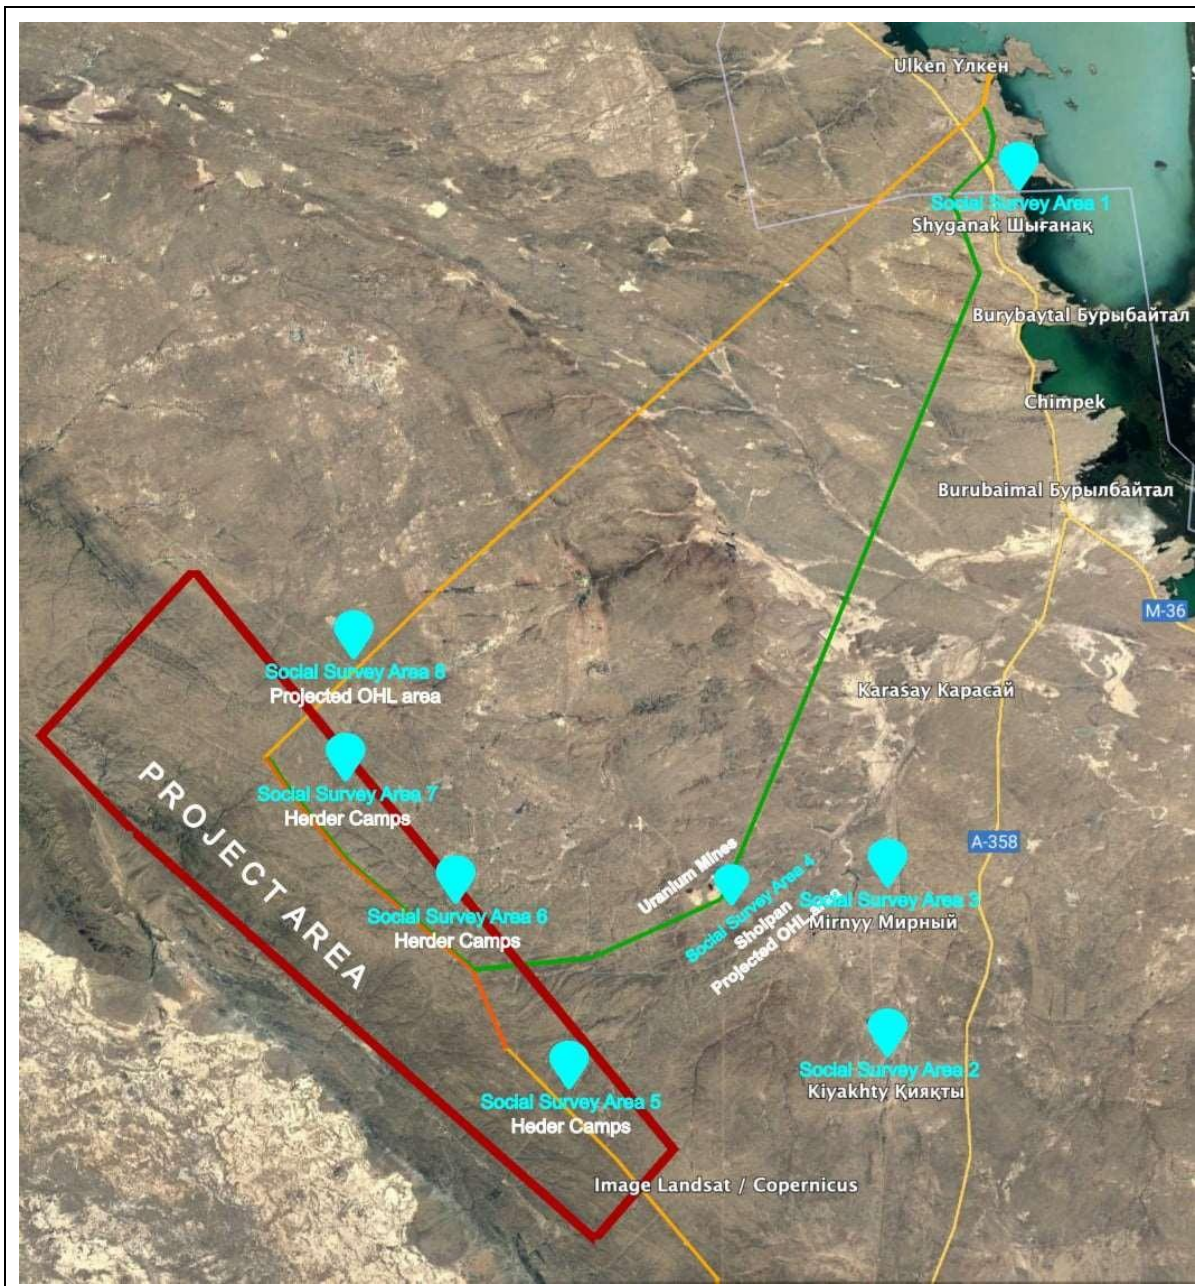 Ulken Үлкен
Social Survey Area 1
Shyganak Шығанақ
Burybaytal Бурыбайтал
Chimpek
Burubaimal Бурылбайтал
M-36
Social Survey Area 8
Projected OHL area
Karasay Карасай
PROJECT AREA
Social Survey Area 7
Herder Camps
A-358
Uranium Mines
Social Survey Area 4
Sholpan
Projected OHL area
Social Survey Area 3
Mirnyy Мирный
Social Survey Area 6
Herder Camps
Social Survey Area 2
Kiyakhty Қияқты
Social Survey Area 5
Heder Camps
Image Landsat / Copernicus